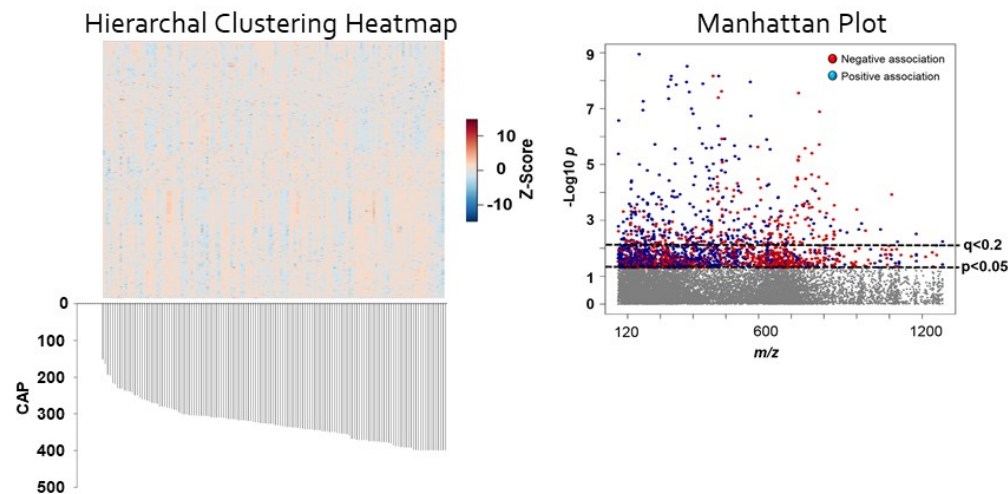 Hierarchal Clustering Heatmap
10
0
-10
Z-Score
0
100
200
300
400
500
CAP
Manhattan Plot
9
7
5
3
1
0
-Log10 p
Negative association
Positive association
q<0.2
p<0.05
120
600
1200
m/z